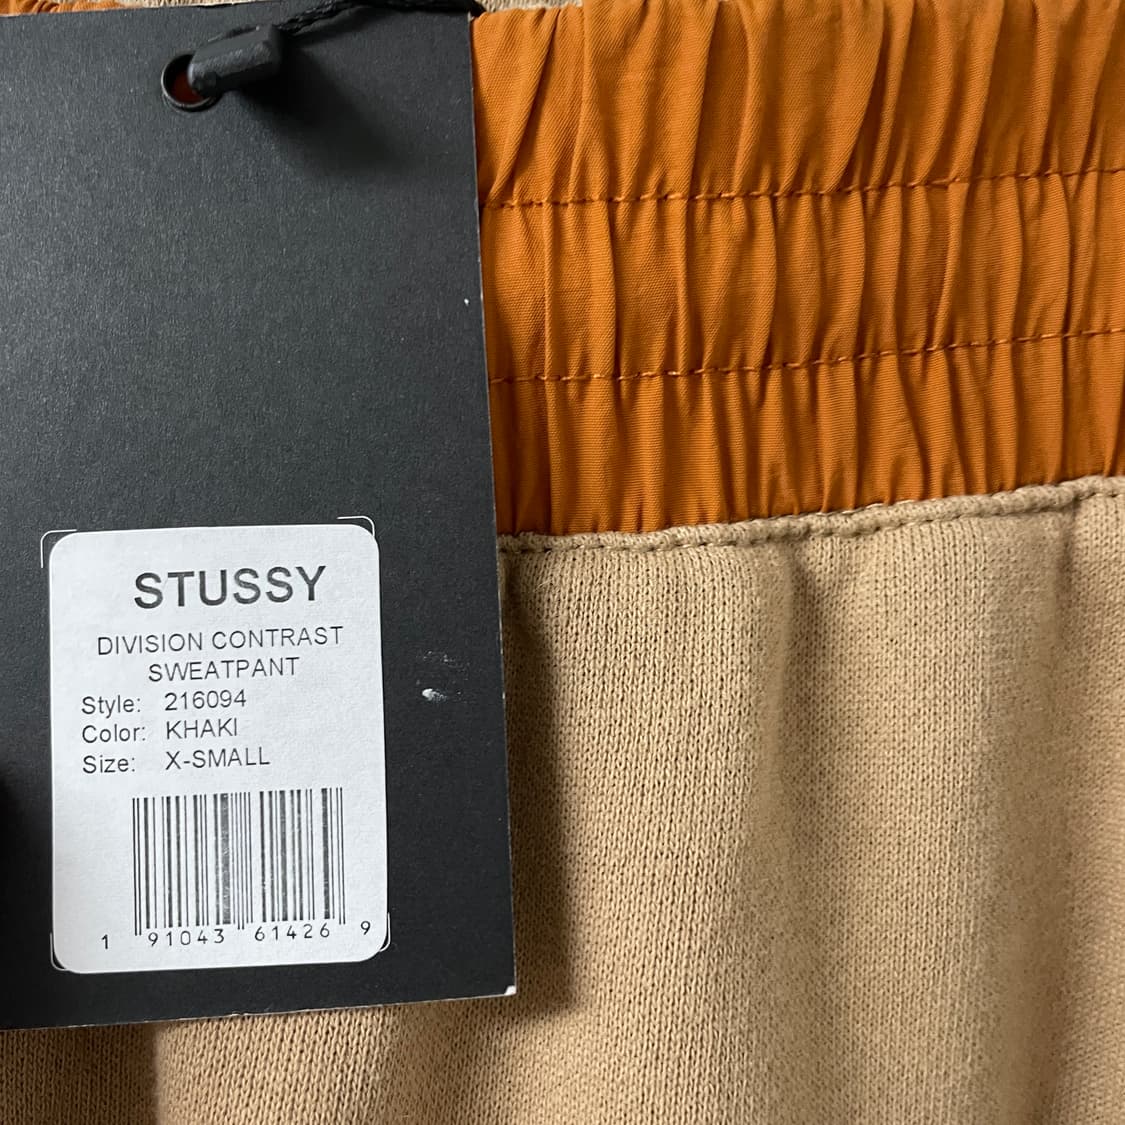 STUSSY
DIVISION CONTRAST
SWEATPANT
Style: 216094
Color: KHAKI
Size: X-SMALL
1 91043 61426 9